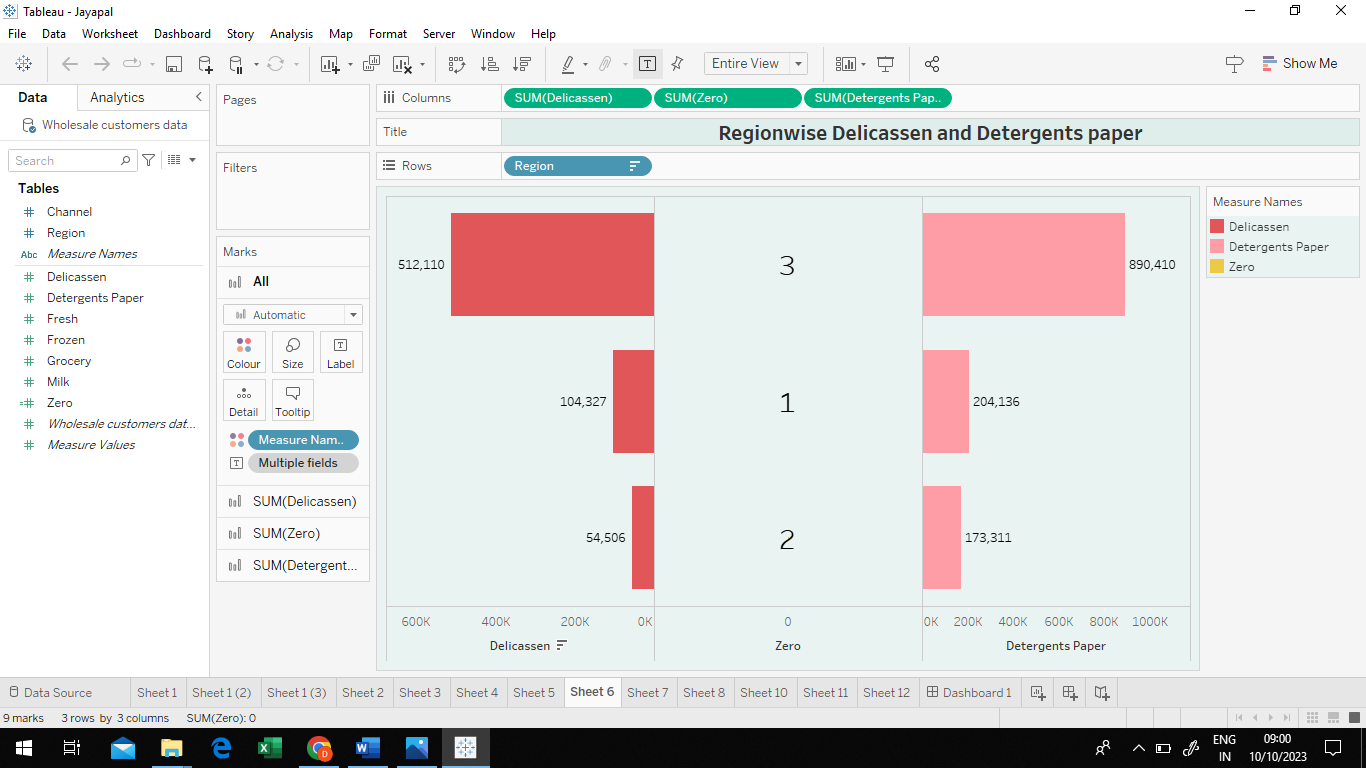 Tableau - Jayapal
File Data Worksheet Dashboard Story Analysis Map Format Server Window Help
Entire View
Show Me
Data Analytics
Wholesale customers data
Search
Tables
Channel
Region
Abc Measure Names
Delicassen
Detergents Paper
Fresh
Frozen
Grocery
Milk
Zero
Wholesale customers dat...
Measure Values
Pages
Filters
Marks
All
Automatic
Colour Size Label
Detail Tooltip
Measure Nam..
Multiple fields
SUM(Delicassen)
SUM(Zero)
SUM(Detergent...
Columns SUM(Delicassen) SUM(Zero) SUM(Detergents Pap..
Title Regionwise Delicassen and Detergents paper
Rows Region
512,110 3 890,410
104,327 1 204,136
54,506 2 173,311
600K 400K 200K 0K 0 0K 200K 400K 600K 800K 1000K
Delicassen Zero Detergents Paper
Measure Names
Delicassen
Detergents Paper
Zero
Data Source Sheet 1 Sheet 1 (2) Sheet 1 (3) Sheet 2 Sheet 3 Sheet 4 Sheet 5 Sheet 6 Sheet 7 Sheet 8 Sheet 10 Sheet 11 Sheet 12 Dashboard 1
9 marks 3 rows by 3 columns SUM(Zero): 0
ENG 09:00
IN 10/10/2023